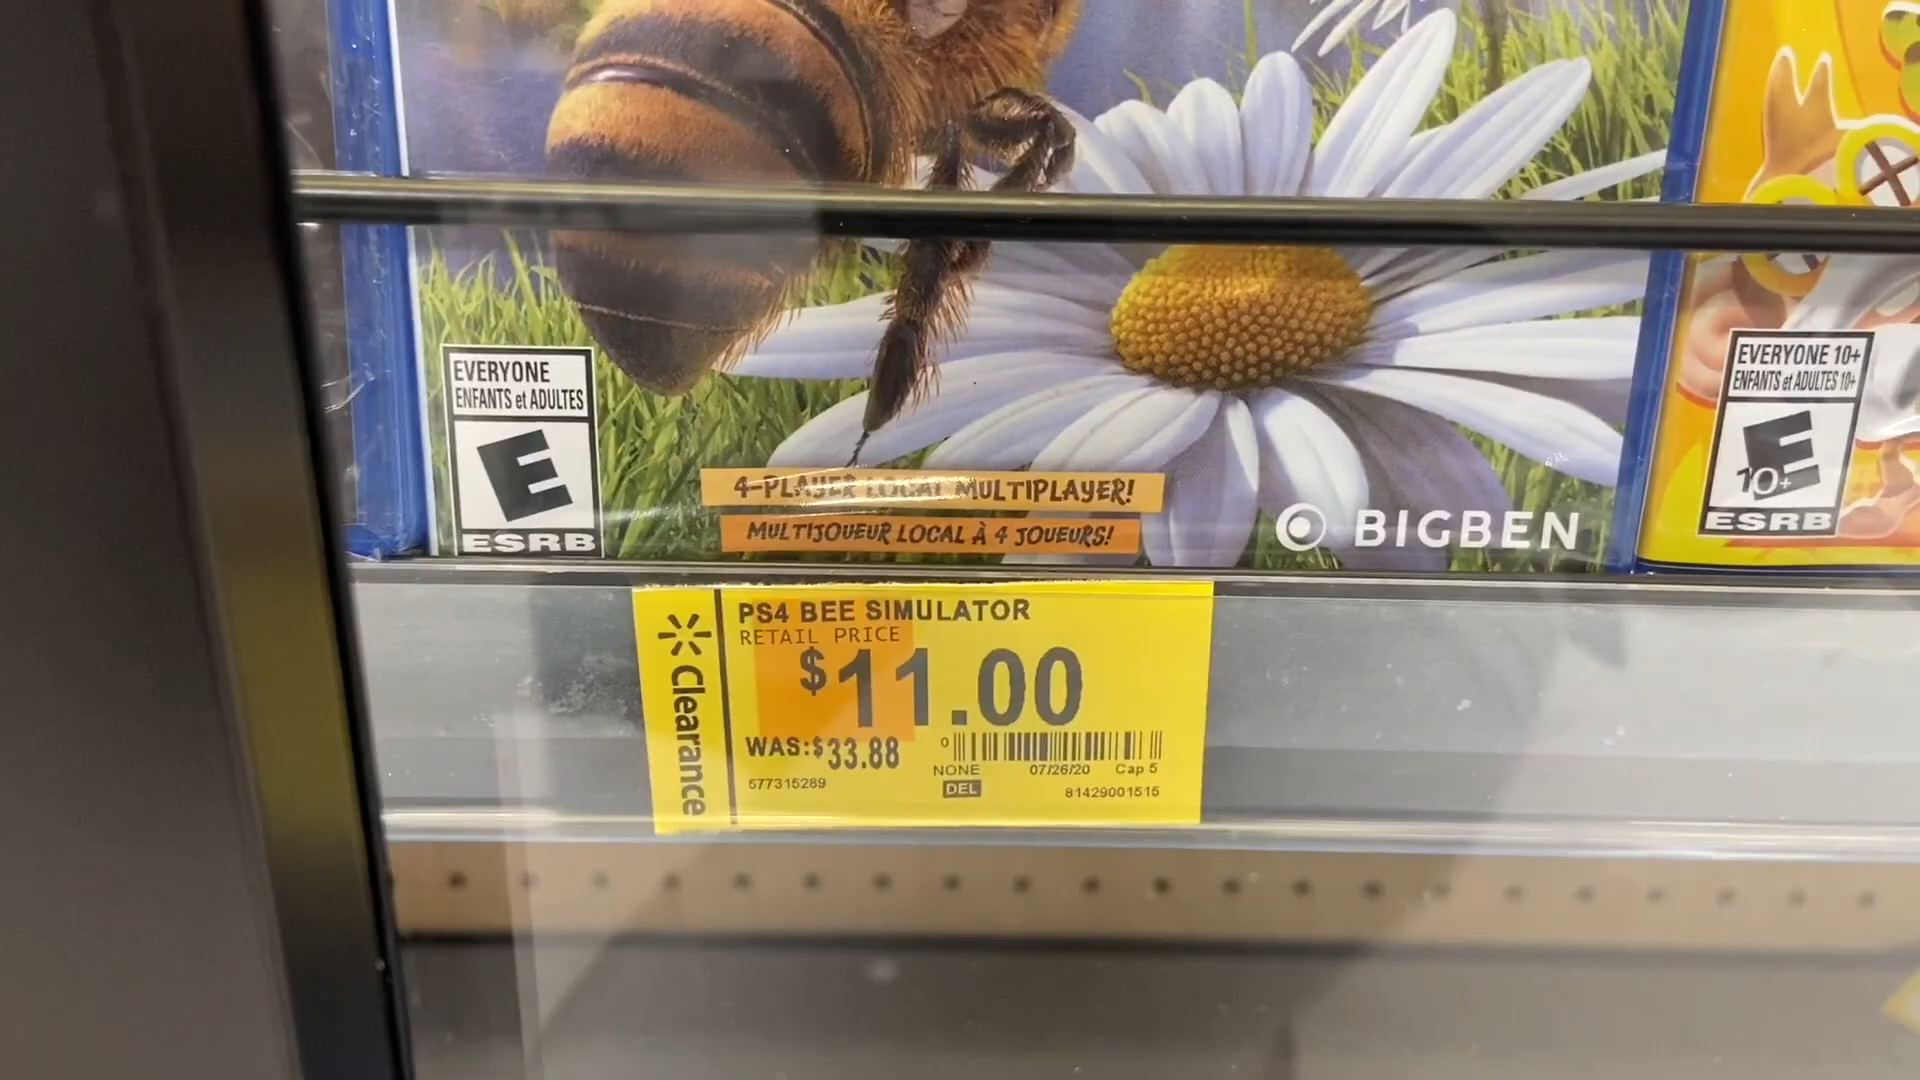 EVERYONE
ENFANTS et ADULTES
E
ESRB
4-PLAYER LOCAL MULTIPLAYER!
MULTIJOUEUR LOCAL À 4 JOUEURS!
BIGBEN
EVERYONE 10+
ENFANTS et ADULTES 10+
E
10+
ESRB
Clearance
PS4 BEE SIMULATOR
RETAIL PRICE
$11.00
WAS:$33.88
577315289
0
NONE 07/26/20 Cap 5
DEL
81429001515